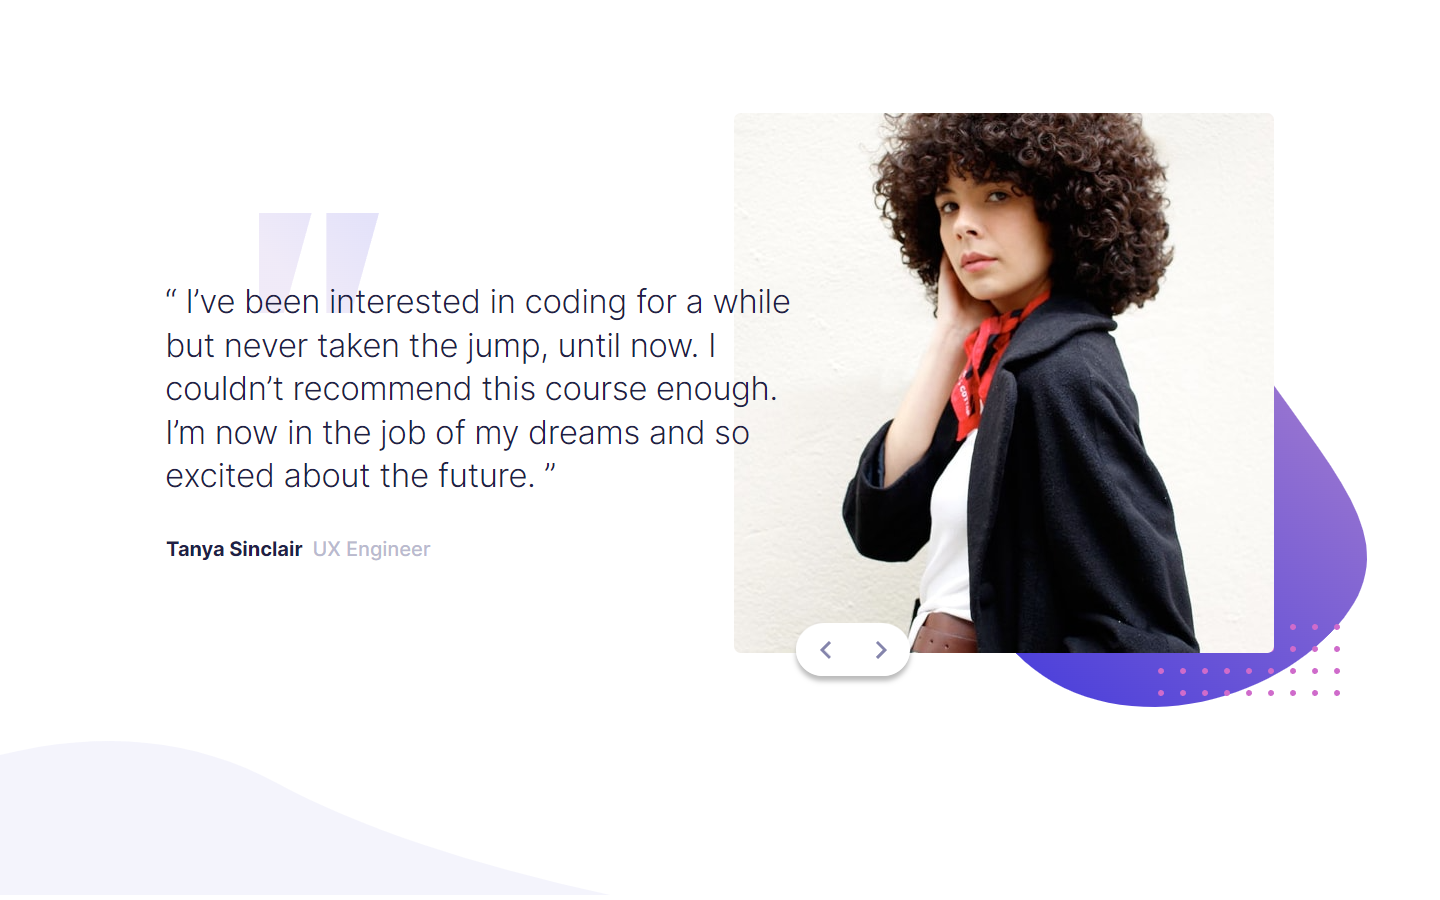 “ I’ve been interested in coding for a while
but never taken the jump, until now. I
couldn’t recommend this course enough.
I’m now in the job of my dreams and so
excited about the future. ”
Tanya Sinclair UX Engineer